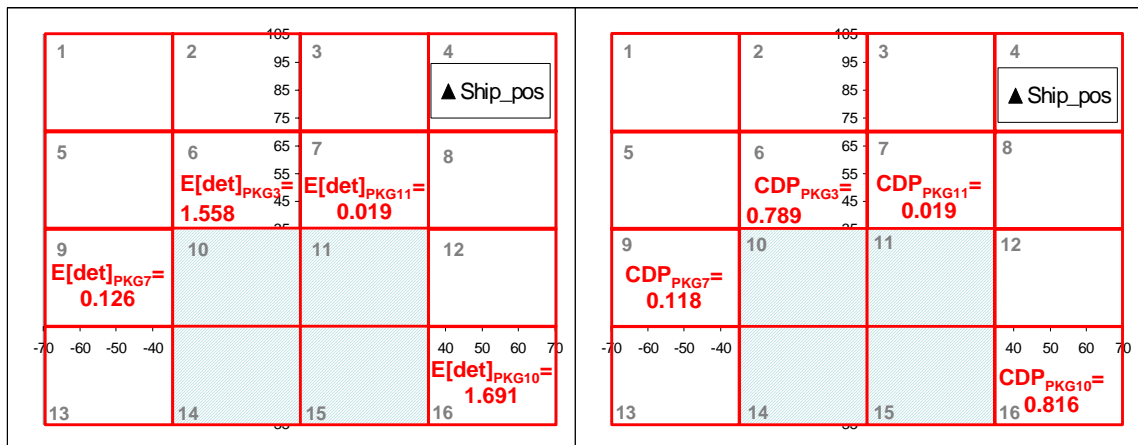 105
1 2 3 4
95
85
▲ Ship_pos
75
65
5 6 7 8
55
E[det]PKG3= E[det]PKG11=
45
1.558 0.019
9 10 11 12
E[det]PKG7=
0.126
-70 -60 -50 -40 40 50 60 70
E[det]PKG10=
1.691
13 14 15 16
105
1 2 3 4
95
85
▲ Ship_pos
75
65
5 6 7 8
55
CDPPKG3= CDPPKG11=
45
0.789 0.019
9 10 11 12
CDPPKG7=
0.118
-70 -60 -50 -40 40 50 60 70
CDPPKG10=
0.816
13 14 15 16